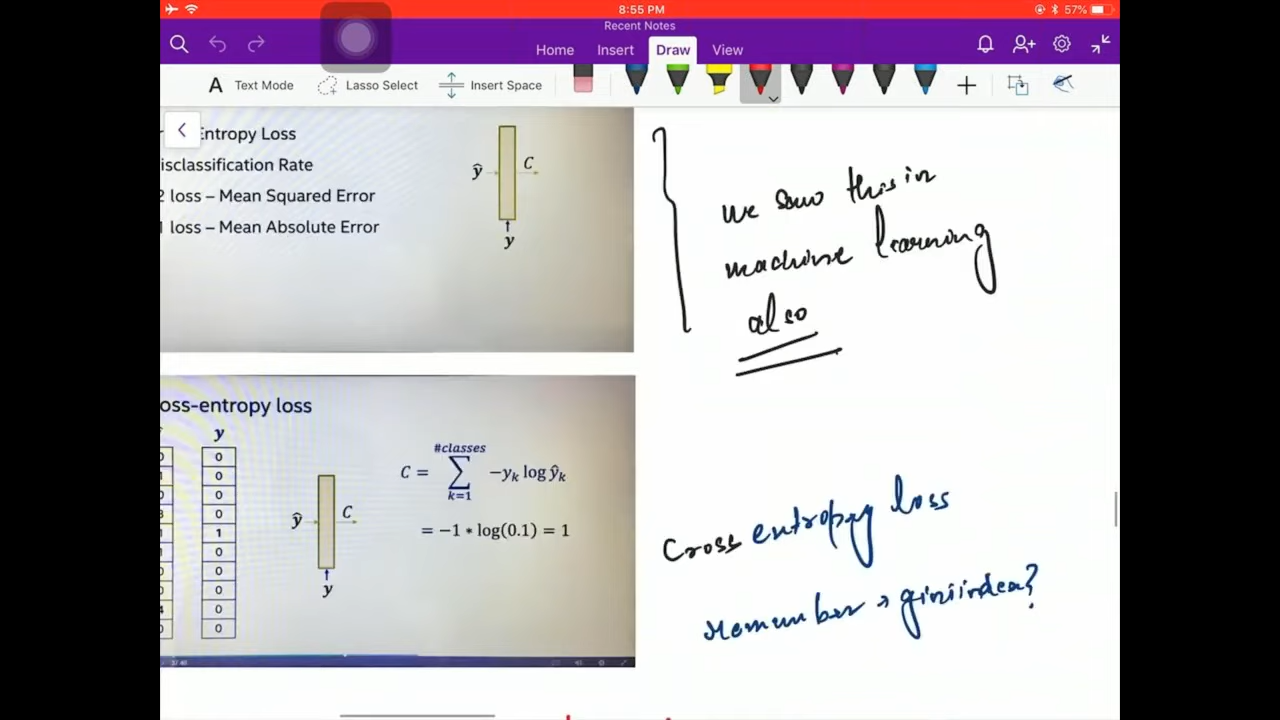 8:55 PM
57%
Recent Notes
Home Insert Draw View
A Text Mode Lasso Select Insert Space
Entropy Loss
isclassification Rate
2 loss – Mean Squared Error
l loss – Mean Absolute Error
ŷ C
y
we saw this in
machine learning
also
oss-entropy loss
y
0
0
0
0
1
0
0
0
0
0
ŷ C
y
#classes
C = ∑ −yₖ log ŷₖ
k=1
= −1 * log(0.1) = 1
Cross entropy loss
remember → gini index?